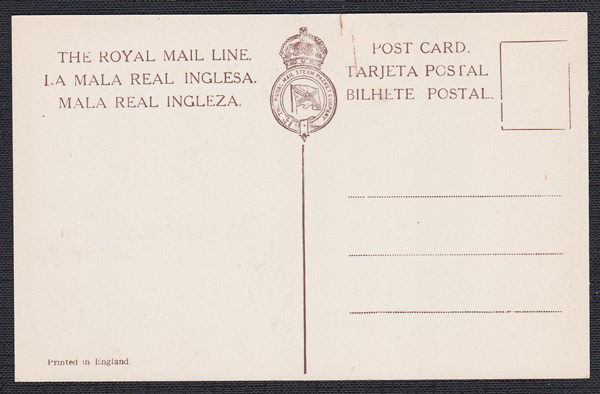 THE ROYAL MAIL LINE.
LA MALA REAL INGLESA.
MALA REAL INGLEZA.
THE ROYAL MAIL STEAM PACKET COMPANY
POST CARD.
TARJETA POSTAL
BILHETE POSTAL.
Printed in England.